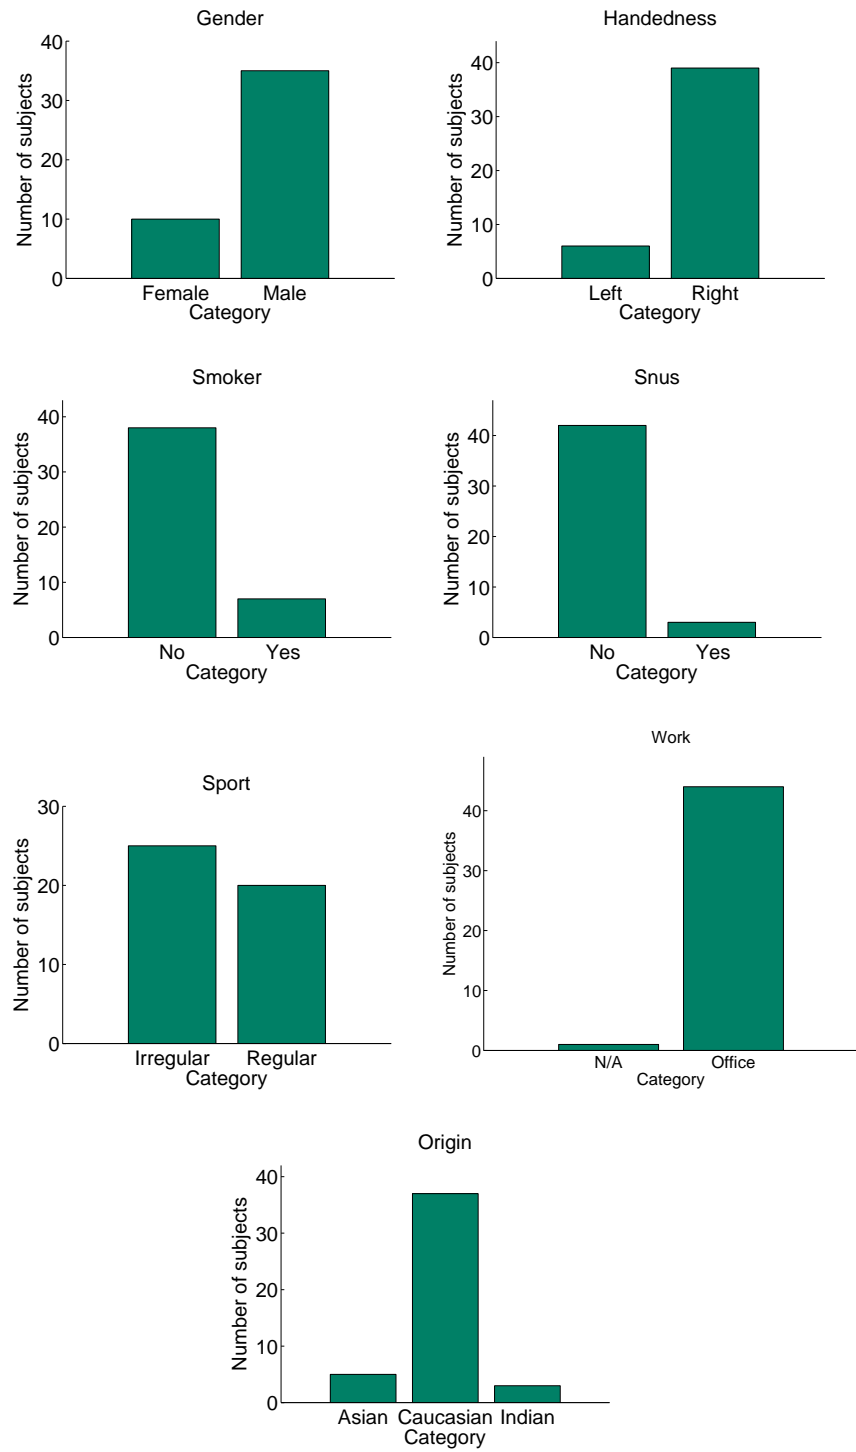 Gender
Number of subjects
40
30
20
10
0
Female Male
Category
Handedness
Number of subjects
40
30
20
10
0
Left Right
Category
Smoker
Number of subjects
40
30
20
10
0
No Yes
Category
Snus
Number of subjects
40
30
20
10
0
No Yes
Category
Sport
Number of subjects
30
20
10
0
Irregular Regular
Category
Work
Number of subjects
40
30
20
10
0
N/A Office
Category
Origin
Number of subjects
40
30
20
10
0
Asian Caucasian Indian
Category